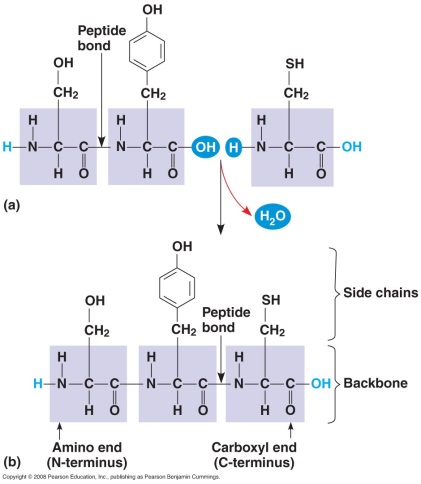 OH
Peptide
bond
OH
SH
CH₂
CH₂
CH₂
H
H
H
H–N–C–C–N–C–C–OH
H–N–C–C–OH
H O
H O
H O
(a)
H₂O
OH
Side chains
OH
Peptide
bond
SH
CH₂
CH₂
CH₂
H
H
H
H–N–C–C–N–C–C–N–C–C–OH
Backbone
H O
H O
H O
Amino end
(N-terminus)
Carboxyl end
(C-terminus)
(b)
Copyright © 2008 Pearson Education, Inc., publishing as Pearson Benjamin Cummings.